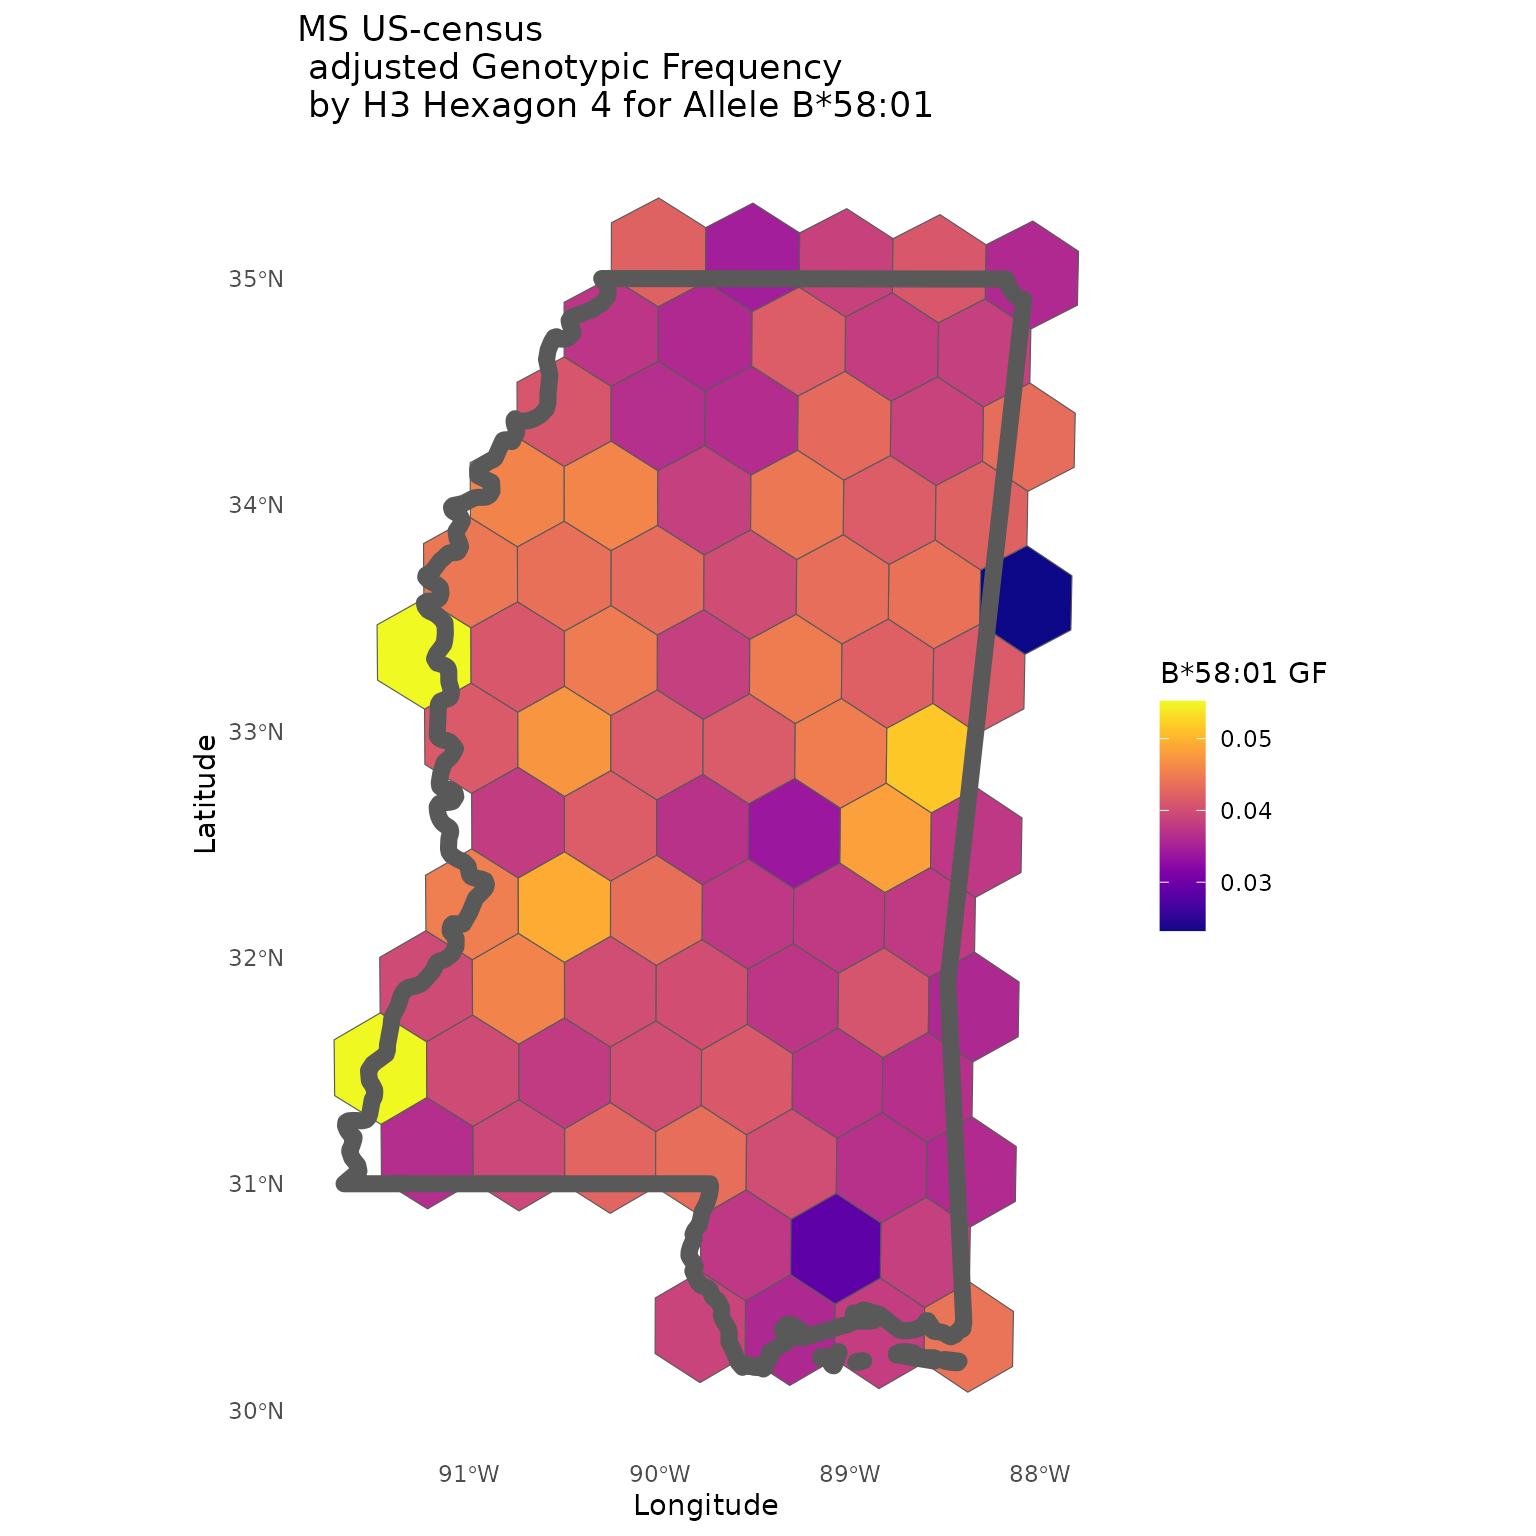 MS US-census
adjusted Genotypic Frequency
by H3 Hexagon 4 for Allele B*58:01
35°N
34°N
33°N
32°N
31°N
30°N
Latitude
91°W
90°W
89°W
88°W
Longitude
B*58:01 GF
0.05
0.04
0.03